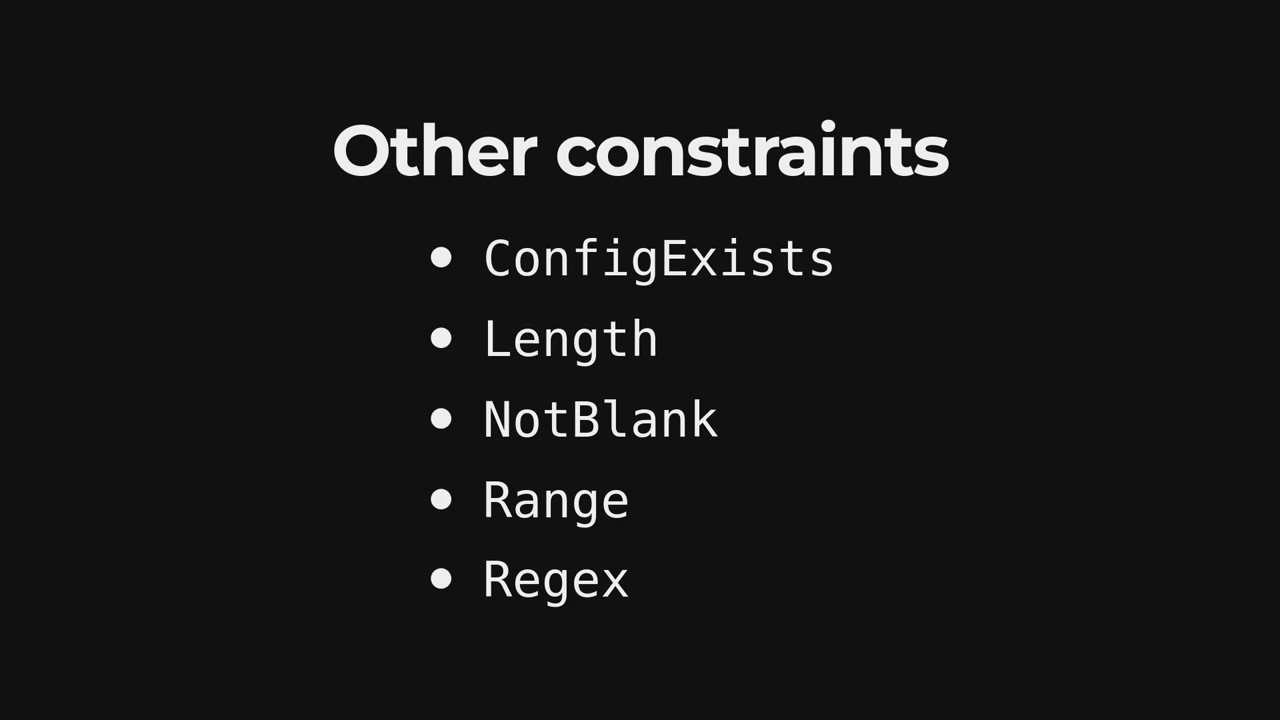 Other constraints
• ConfigExists
• Length
• NotBlank
• Range
• Regex